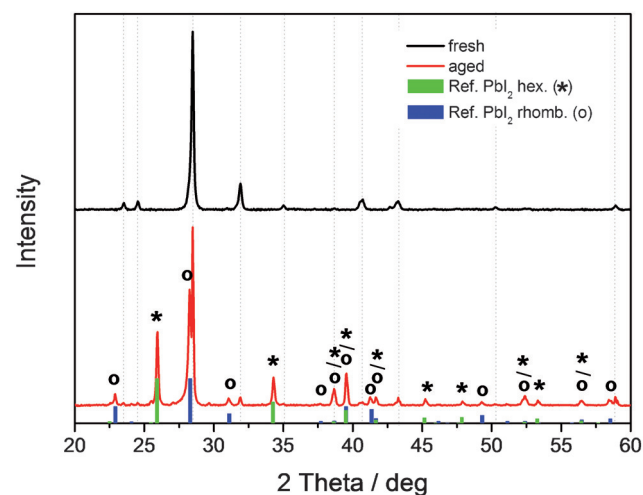 fresh
aged
Ref. PbI₂ hex. (*)
Ref. PbI₂ rhomb. (o)
Intensity
o
*
o
o
*
o
o/*
o/*
o
o/*
*
*
o
o/*
*
o/*
o
20 25 30 35 40 45 50 55 60
2 Theta / deg